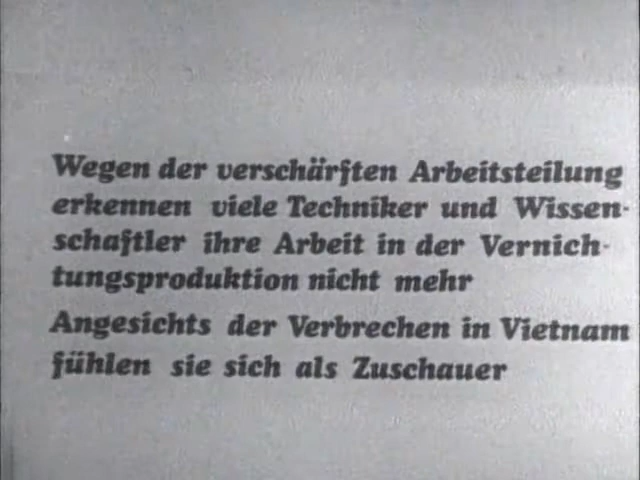 Wegen der verschärften Arbeitsteilung
erkennen viele Techniker und Wissen-
schaftler ihre Arbeit in der Vernich-
tungsproduktion nicht mehr
Angesichts der Verbrechen in Vietnam
fühlen sie sich als Zuschauer